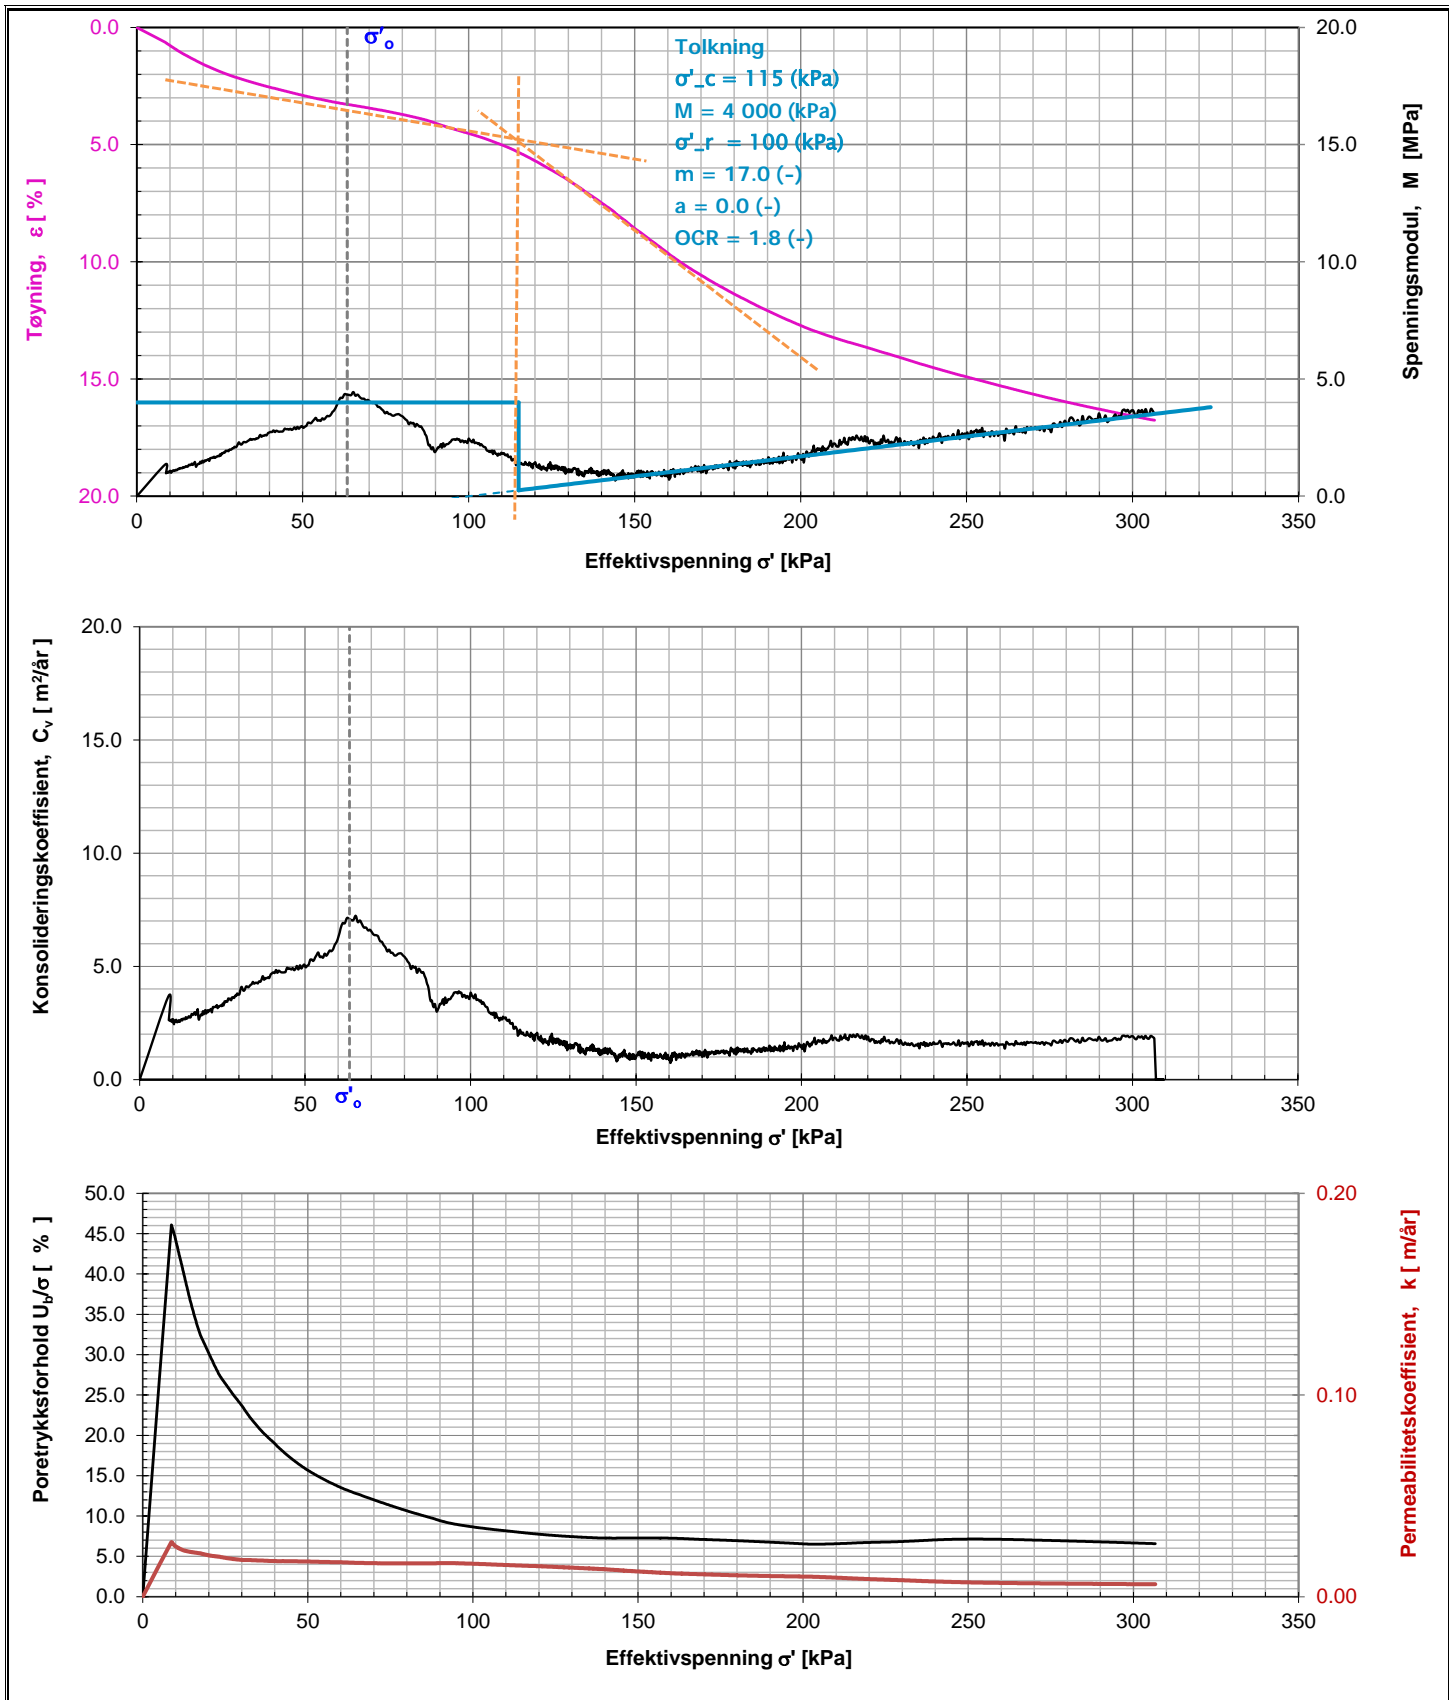 0.0
5.0
10.0
15.0
20.0
Tøyning, ε [ % ]
σ'o
Tolkning
σ'_c = 115 (kPa)
M = 4 000 (kPa)
σ'_r = 100 (kPa)
m = 17.0 (-)
a = 0.0 (-)
OCR = 1.8 (-)
20.0
15.0
10.0
5.0
0.0
Spenningsmodul, M [MPa]
0 50 100 150 200 250 300 350
Effektivspenning σ' [kPa]
20.0
15.0
10.0
5.0
0.0
Konsolideringskoeffisient, Cv [ m²/år ]
0 50 100 150 200 250 300 350
σ'o
Effektivspenning σ' [kPa]
50.0
45.0
40.0
35.0
30.0
25.0
20.0
15.0
10.0
5.0
0.0
Poretrykksforhold Ub/σ [ % ]
0.20
0.10
0.00
Permeabilitetskoeffisient, k [ m/år]
0 50 100 150 200 250 300 350
Effektivspenning σ' [kPa]